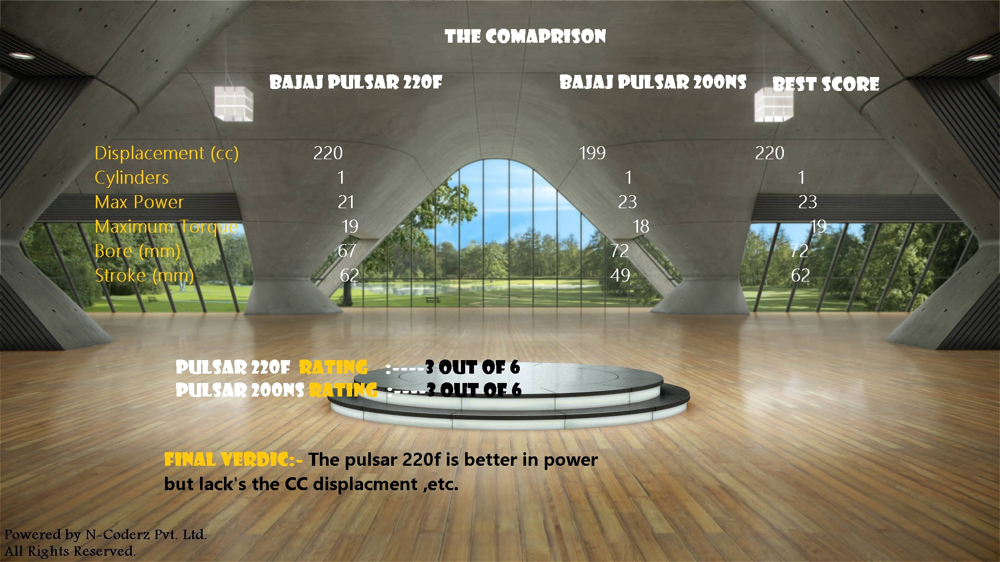 THE COMAPRISON
BAJAJ PULSAR 220F BAJAJ PULSAR 200NS BEST SCORE
Displacement (cc) 220 199 220
Cylinders 1 1 1
Max Power 21 23 23
Maximum Torque 19 18 19
Bore (mm) 67 72 72
Stroke (mm) 62 49 62
PULSAR 220F RATING :----3 OUT OF 6
PULSAR 200NS RATING :----3 OUT OF 6
FINAL VERDIC:- The pulsar 220f is better in power
but lack's the CC displacment ,etc.
Powered by N~Coderz Pvt. Ltd.
All Rights Reserved.